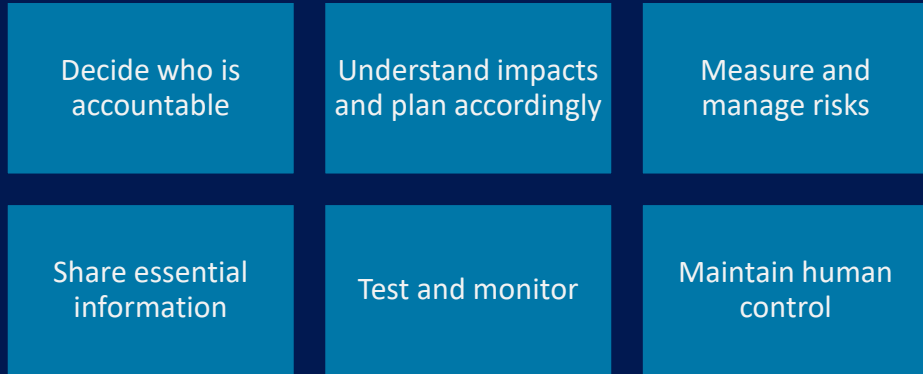 Decide who is
accountable
Understand impacts
and plan accordingly
Measure and
manage risks
Share essential
information
Test and monitor
Maintain human
control